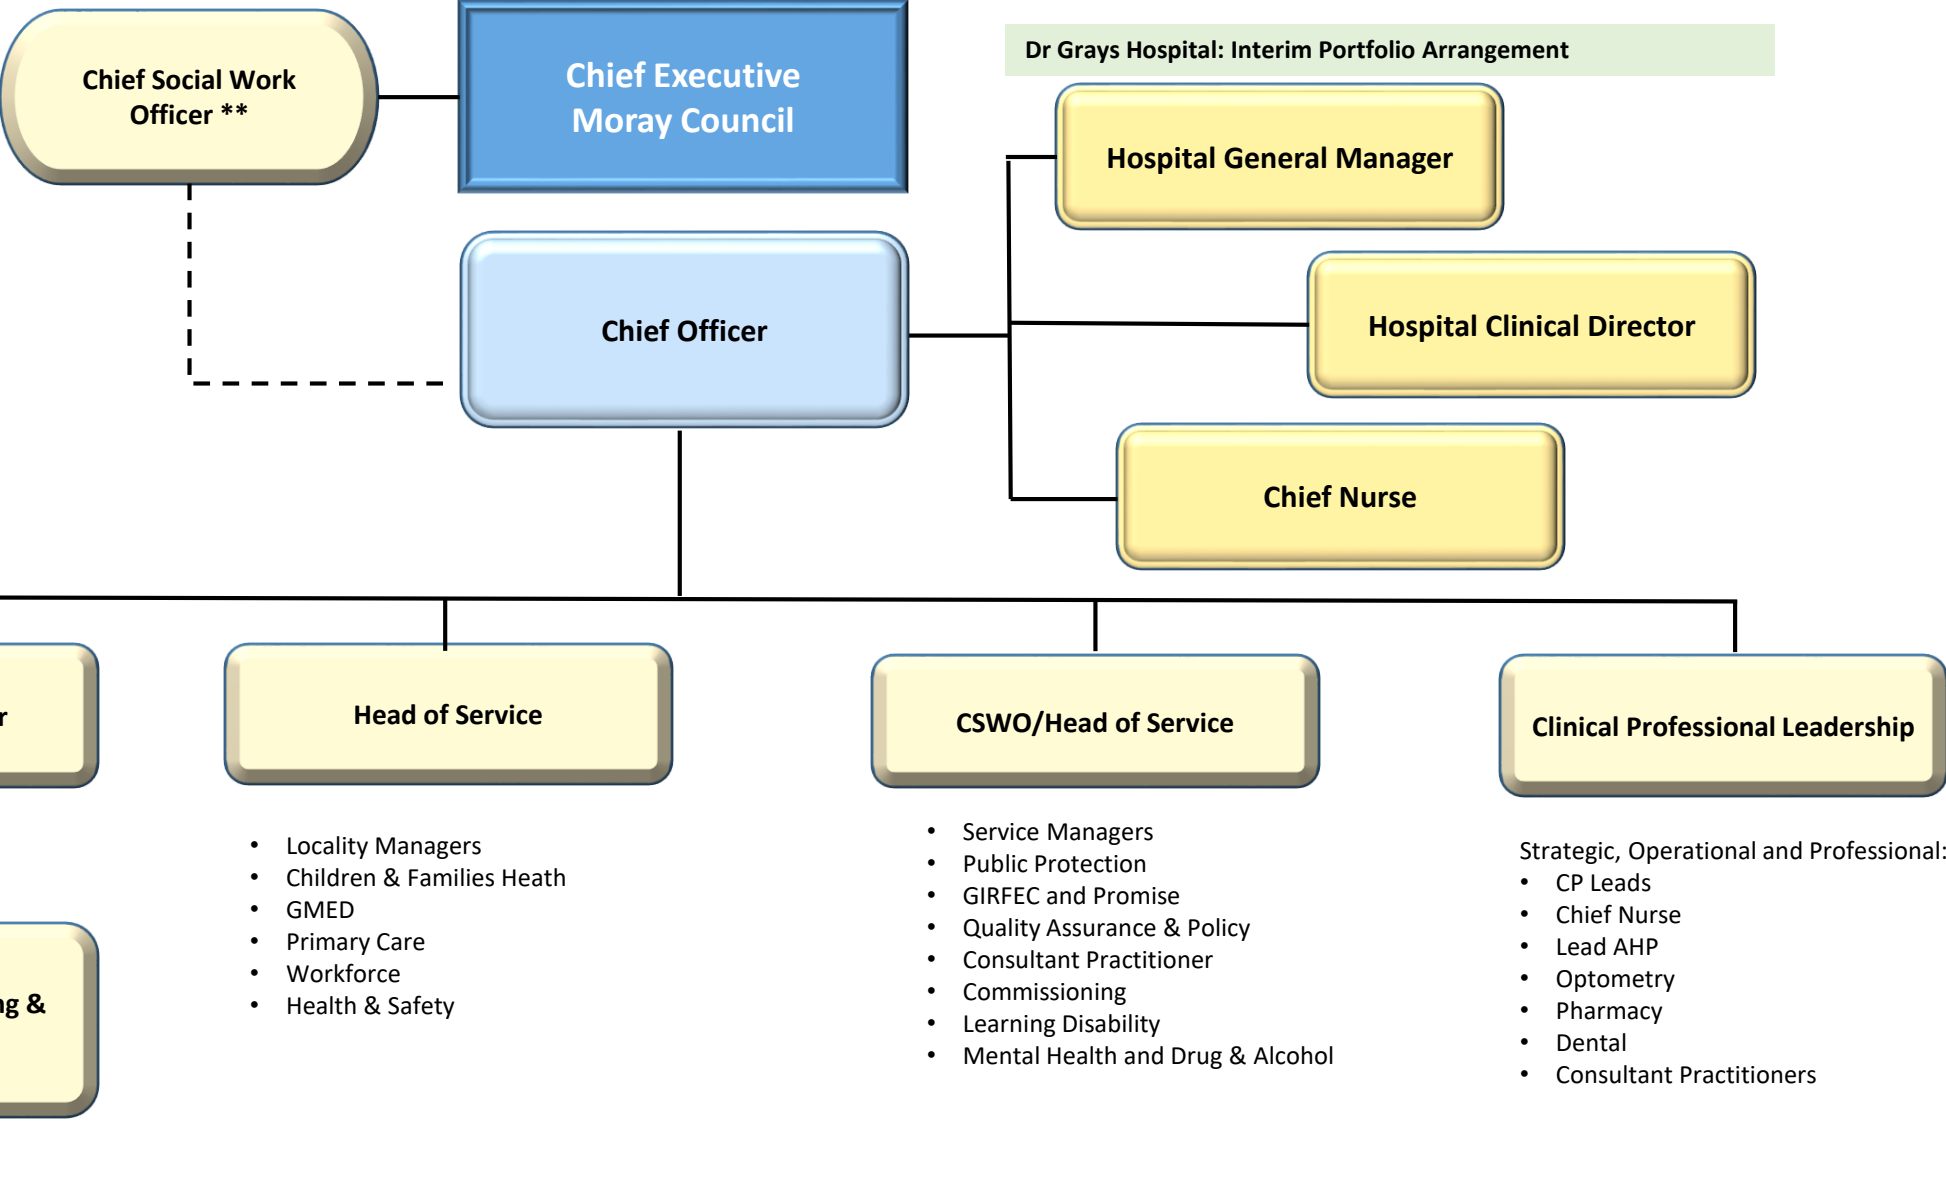 Chief Social Work
Officer **
Chief Executive
Moray Council
Dr Grays Hospital: Interim Portfolio Arrangement
Hospital General Manager
Chief Officer
Hospital Clinical Director
Chief Nurse
r
Head of Service
CSWO/Head of Service
Clinical Professional Leadership
ng &
• Locality Managers
• Children & Families Heath
• GMED
• Primary Care
• Workforce
• Health & Safety
• Service Managers
• Public Protection
• GIRFEC and Promise
• Quality Assurance & Policy
• Consultant Practitioner
• Commissioning
• Learning Disability
• Mental Health and Drug & Alcohol
Strategic, Operational and Professional:
• CP Leads
• Chief Nurse
• Lead AHP
• Optometry
• Pharmacy
• Dental
• Consultant Practitioners